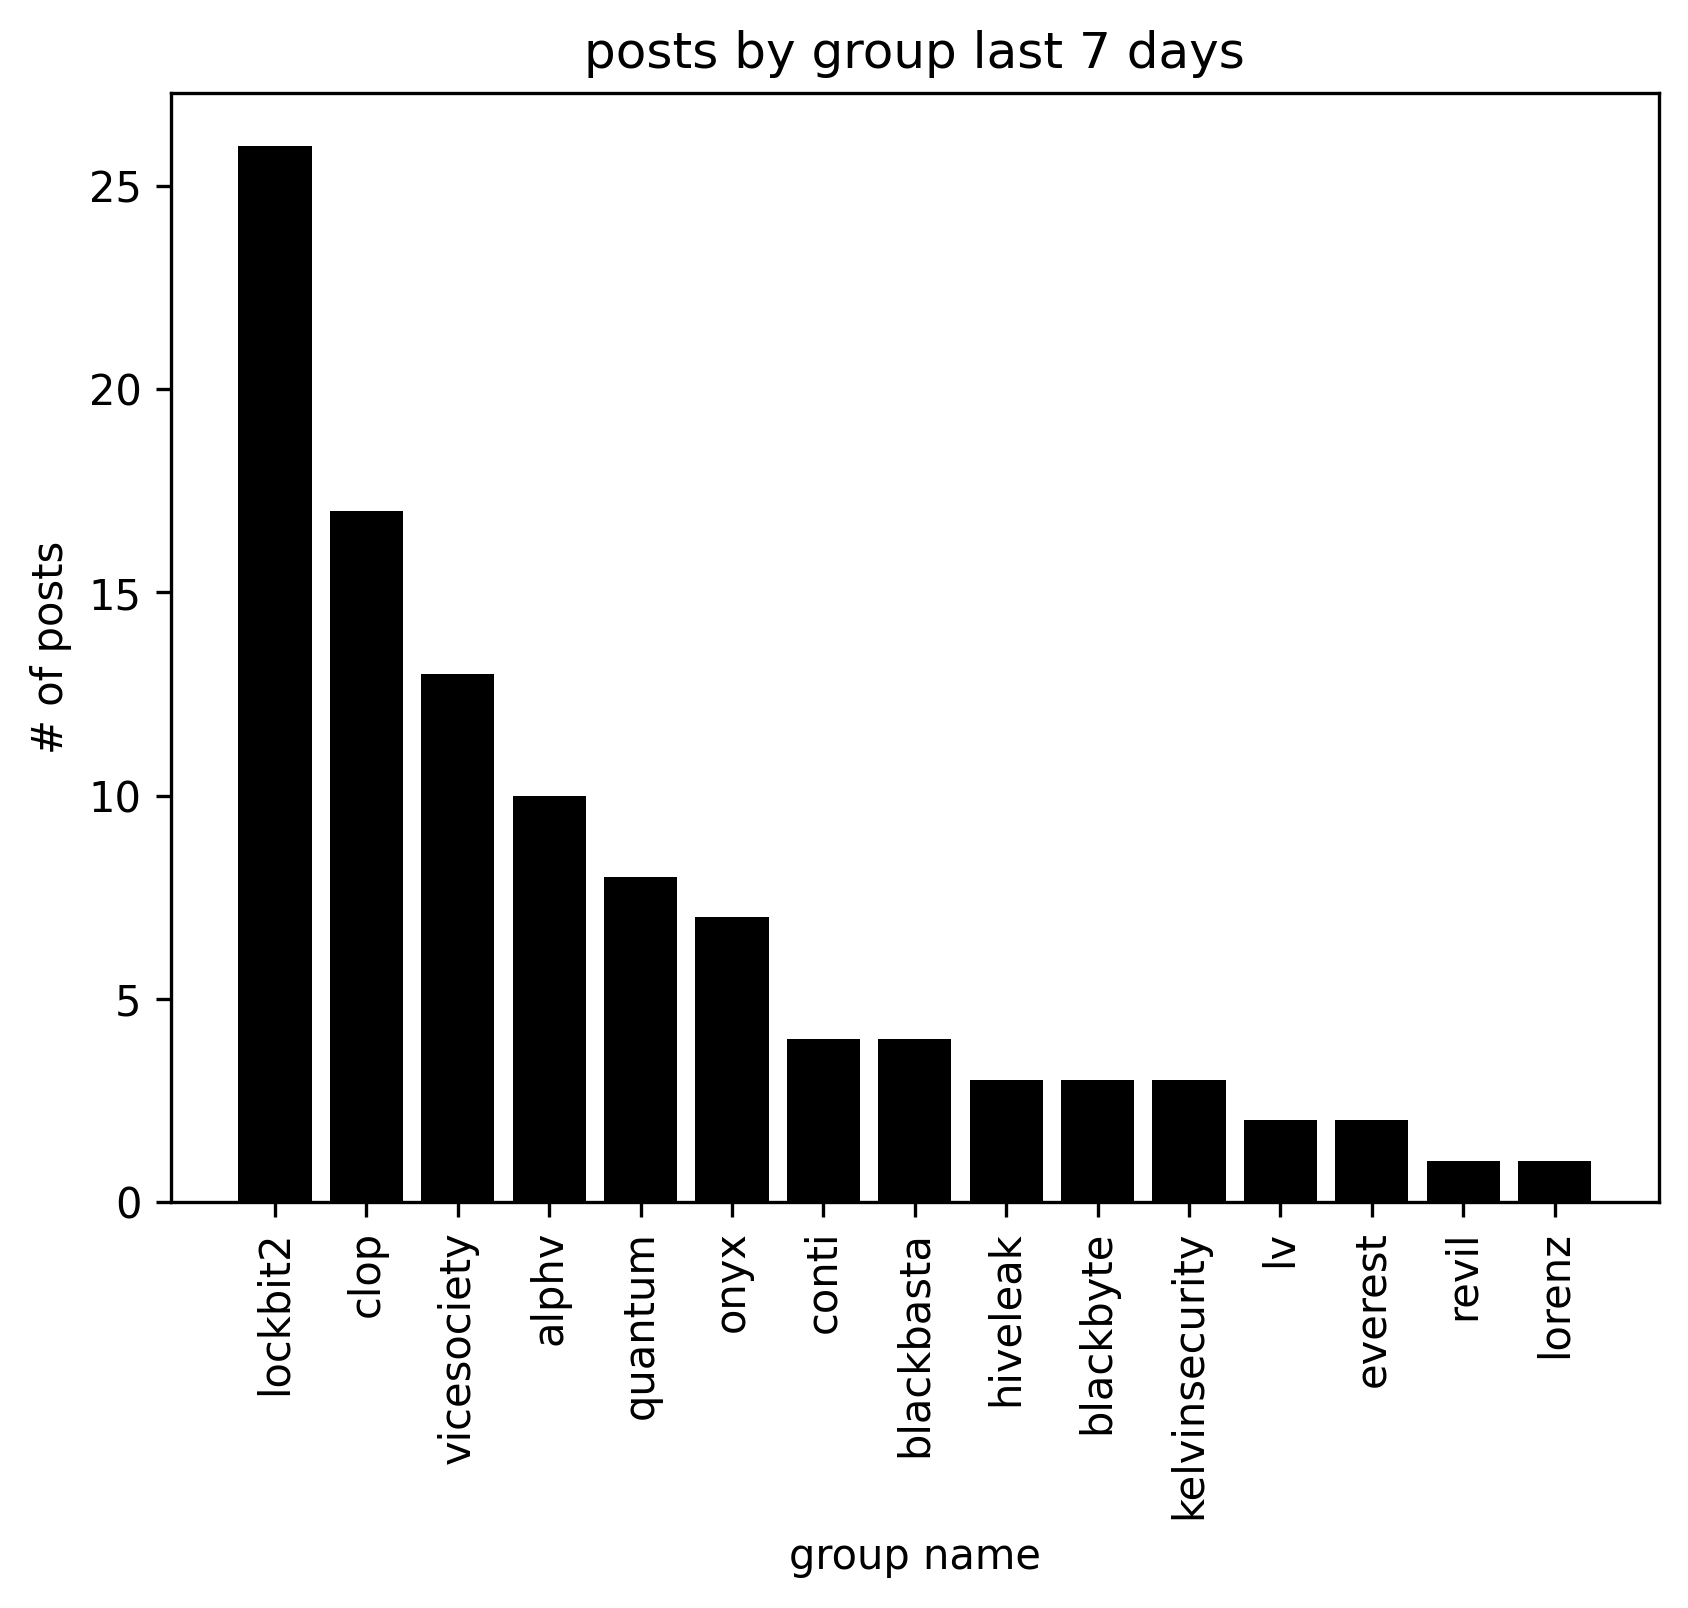 posts by group last 7 days
# of posts
25
20
15
10
5
0
lockbit2
clop
vicesociety
alphv
quantum
onyx
conti
blackbasta
hiveleak
blackbyte
kelvinsecurity
lv
everest
revil
lorenz
group name